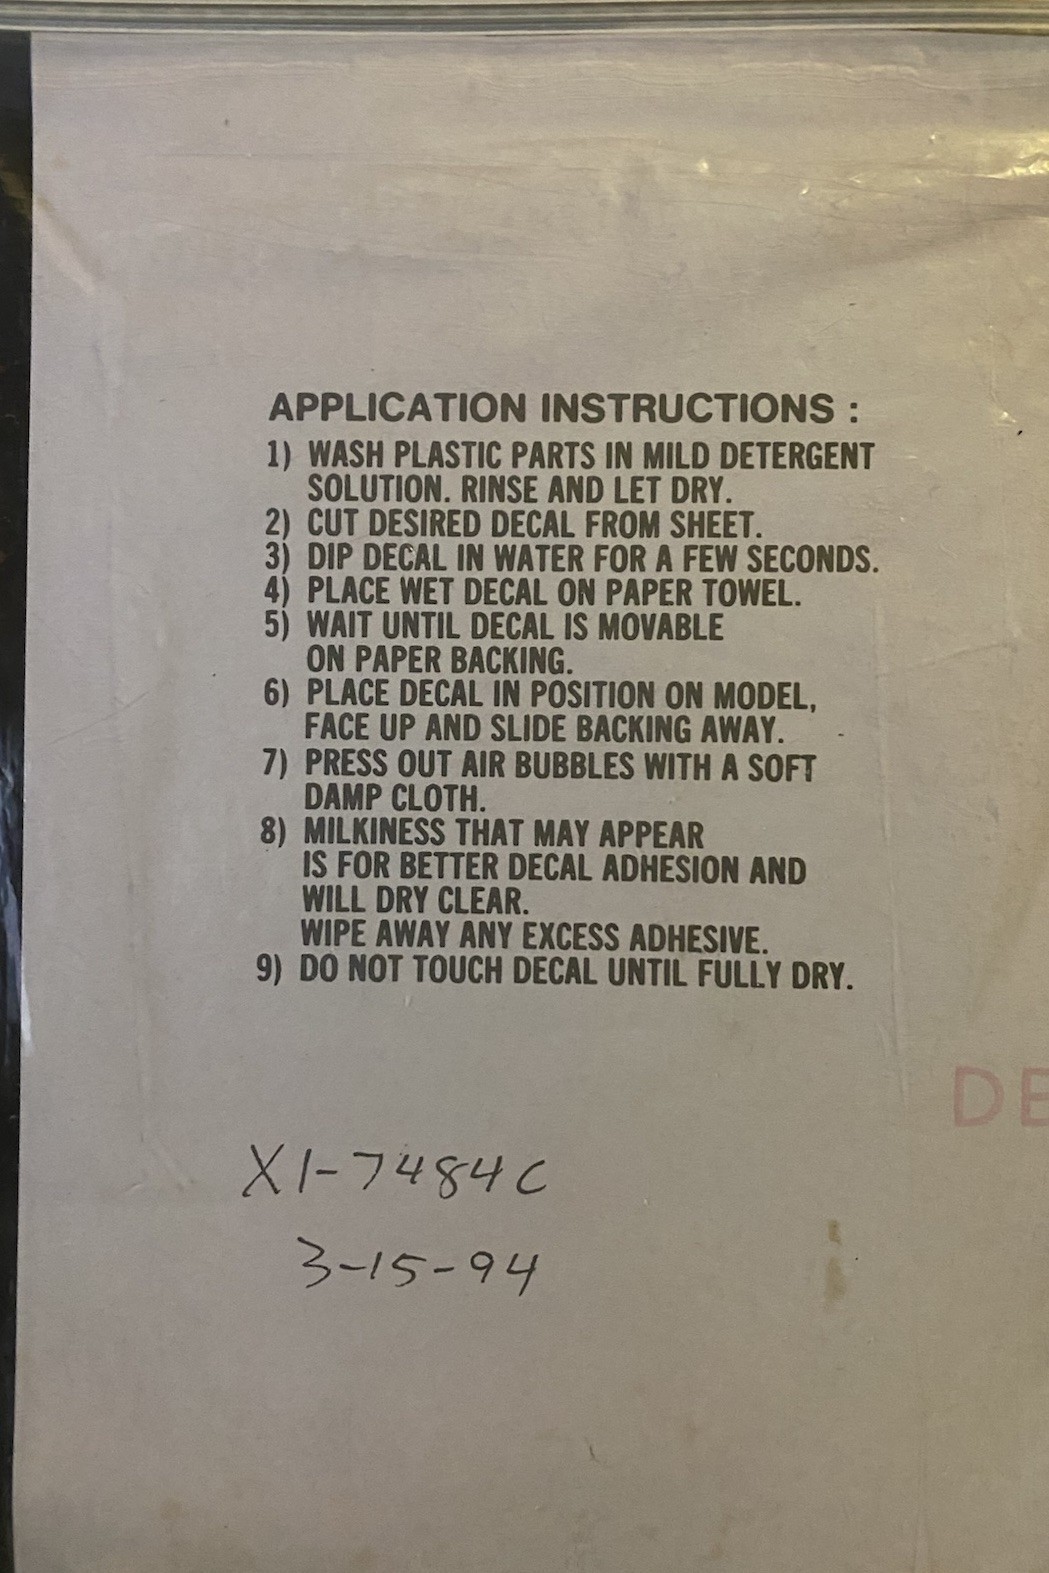 APPLICATION INSTRUCTIONS :
1) WASH PLASTIC PARTS IN MILD DETERGENT
SOLUTION. RINSE AND LET DRY.
2) CUT DESIRED DECAL FROM SHEET.
3) DIP DECAL IN WATER FOR A FEW SECONDS.
4) PLACE WET DECAL ON PAPER TOWEL.
5) WAIT UNTIL DECAL IS MOVABLE
ON PAPER BACKING.
6) PLACE DECAL IN POSITION ON MODEL,
FACE UP AND SLIDE BACKING AWAY.
7) PRESS OUT AIR BUBBLES WITH A SOFT
DAMP CLOTH.
8) MILKINESS THAT MAY APPEAR
IS FOR BETTER DECAL ADHESION AND
WILL DRY CLEAR.
WIPE AWAY ANY EXCESS ADHESIVE.
9) DO NOT TOUCH DECAL UNTIL FULLY DRY.
DE
X1-7484C
3-15-94